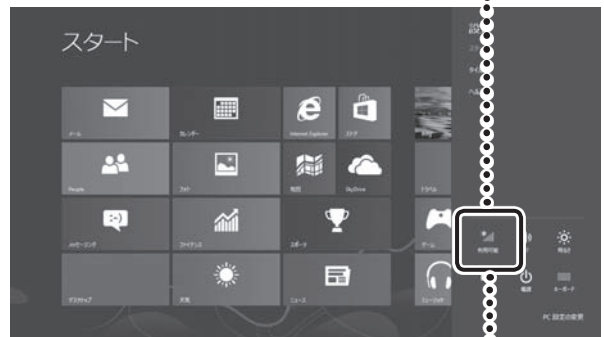 スタート
設定
メール
カレンダー
Internet Explorer
ストア
People
フォト
地図
SkyDrive
トラベル
メッセージング
ファイナンス
スポーツ
ゲーム
利用可能
明るさ
デスクトップ
天気
ニュース
ミュージック
電源
キーボード
PC 設定の変更